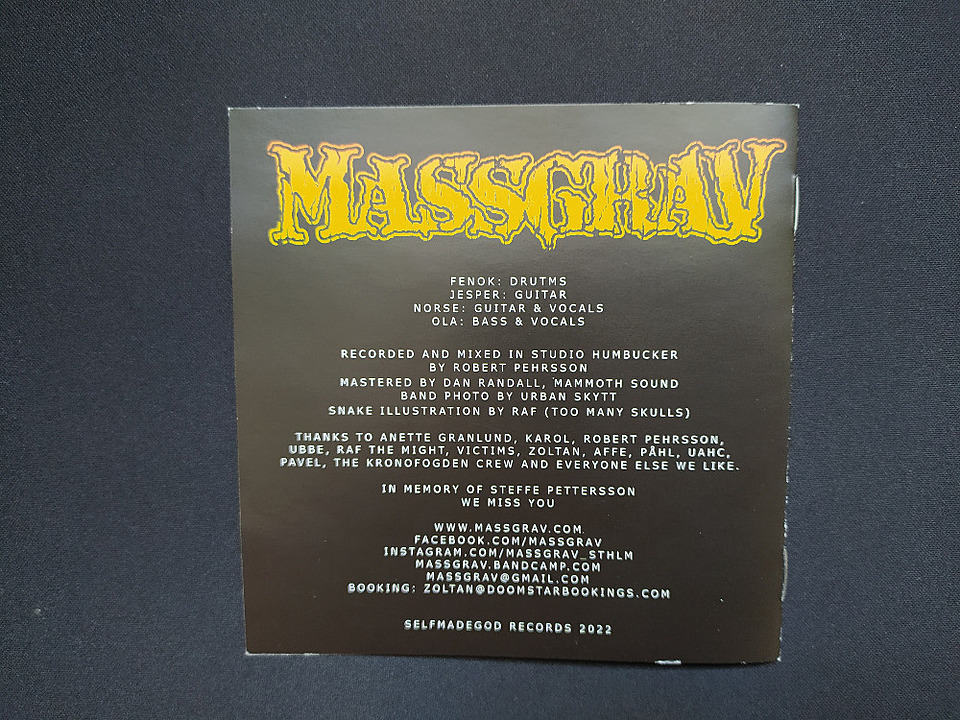 MASSGRAV
FENOK: DRUTMS
JESPER: GUITAR
NORSE: GUITAR & VOCALS
OLA: BASS & VOCALS
RECORDED AND MIXED IN STUDIO HUMBUCKER
BY ROBERT PEHRSSON
MASTERED BY DAN RANDALL, MAMMOTH SOUND
BAND PHOTO BY URBAN SKYTT
SNAKE ILLUSTRATION BY RAF (TOO MANY SKULLS)
THANKS TO ANETTE GRANLUND, KAROL, ROBERT PEHRSSON,
UBBE, RAF THE MIGHT, VICTIMS, ZOLTAN, AFFE, PÅHL, UAHC,
PAVEL, THE KRONOFOGDEN CREW AND EVERYONE ELSE WE LIKE.
IN MEMORY OF STEFFE PETTERSSON
WE MISS YOU
WWW.MASSGRAV.COM
FACEBOOK.COM/MASSGRAV
INSTAGRAM.COM/MASSGRAV_STHLM
MASSGRAV.BANDCAMP.COM
MASSGRAV@GMAIL.COM
BOOKING: ZOLTAN@DOOMSTARBOOKINGS.COM
SELFMADEGOD RECORDS 2022